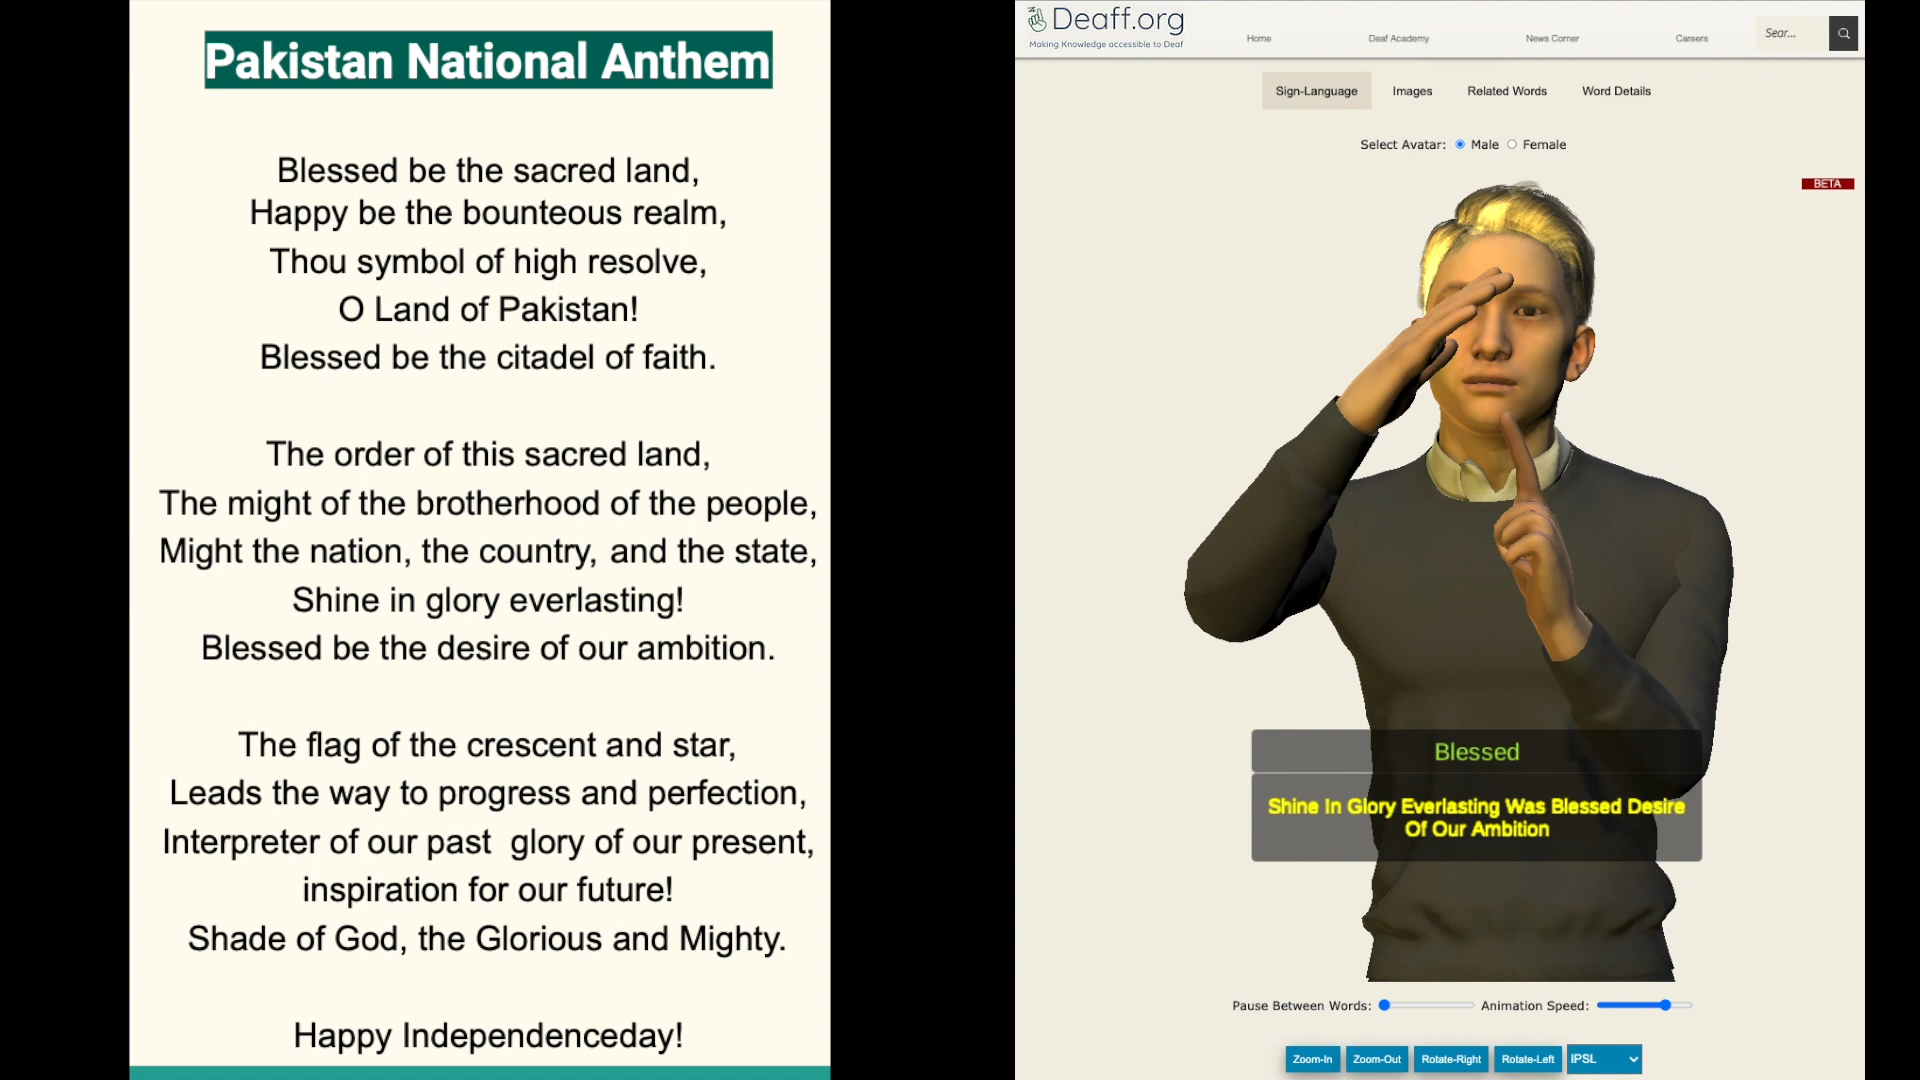 Pakistan National Anthem
Blessed be the sacred land,
Happy be the bounteous realm,
Thou symbol of high resolve,
O Land of Pakistan!
Blessed be the citadel of faith.
The order of this sacred land,
The might of the brotherhood of the people,
Might the nation, the country, and the state,
Shine in glory everlasting!
Blessed be the desire of our ambition.
The flag of the crescent and star,
Leads the way to progress and perfection,
Interpreter of our past glory of our present,
inspiration for our future!
Shade of God, the Glorious and Mighty.
Happy Independenceday!
Deaff.org
Making Knowledge accessible to Deaf
Home Deaf Academy News Corner Careers Sear...
Sign-Language Images Related Words Word Details
Select Avatar: Male Female
BETA
Blessed
Shine In Glory Everlasting Was Blessed Desire
Of Our Ambition
Pause Between Words: Animation Speed:
Zoom-In Zoom-Out Rotate-Right Rotate-Left IPSL